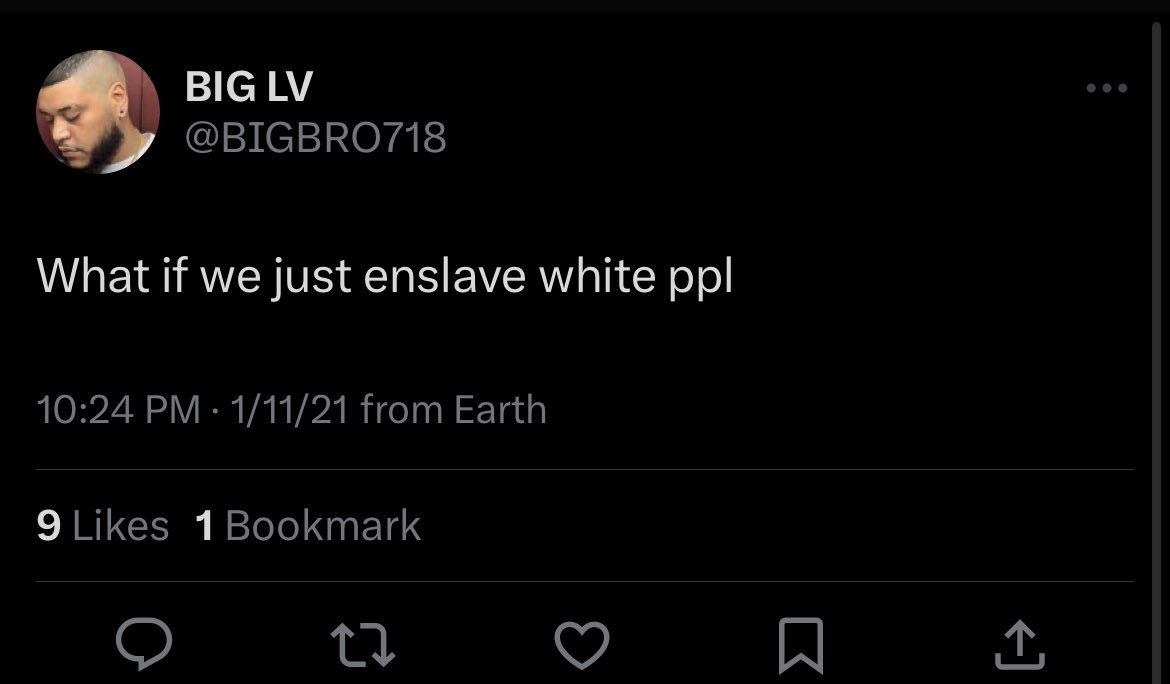 BIG LV
@BIGBRO718
What if we just enslave white ppl
10:24 PM · 1/11/21 from Earth
9 Likes 1 Bookmark